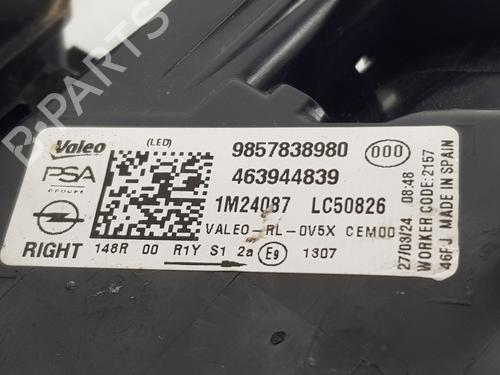 Valeo
(LED)
9857838980
000
PSA
GROUPE
463944839
1M24087 LC50826
VALEO-RL-0V5X CEM00
RIGHT 148R 00 R1Y S1 2a E9 1307
27/03/24 08:48
WORKER CODE:2157
46FJ MADE IN SPAIN
B-PARTS